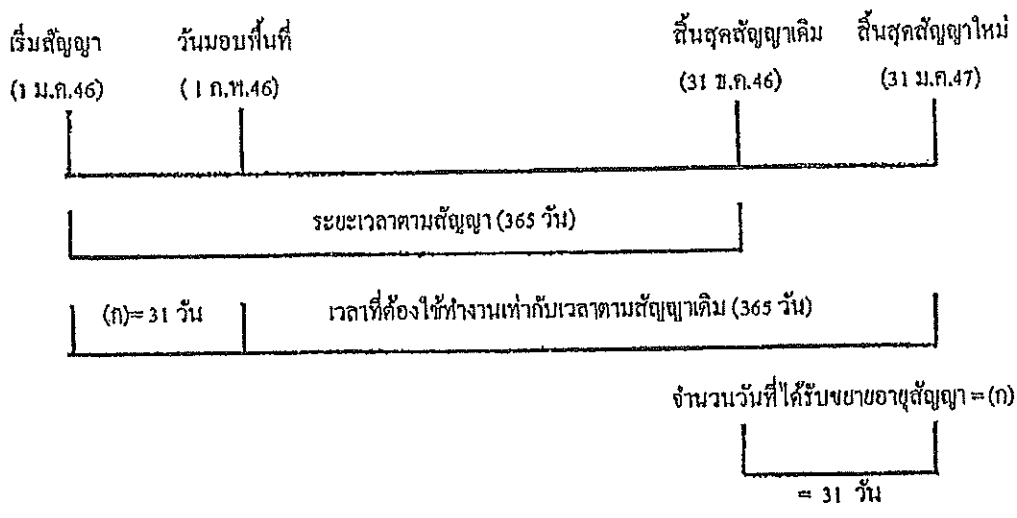 เริ่มสัญญา วันมอบพื้นที่ สิ้นสุดสัญญาเดิม สิ้นสุดสัญญาใหม่
(1 ม.ค.46) (1 ก.พ.46) (31 ธ.ค.46) (31 ม.ค.47)
ระยะเวลาตามสัญญา (365 วัน)
(ก)= 31 วัน เวลาที่ต้องใช้ทำงานเท่ากับเวลาตามสัญญาเดิม (365 วัน)
จำนวนวันที่ได้รับขยายอายุสัญญา = (ก)
= 31 วัน